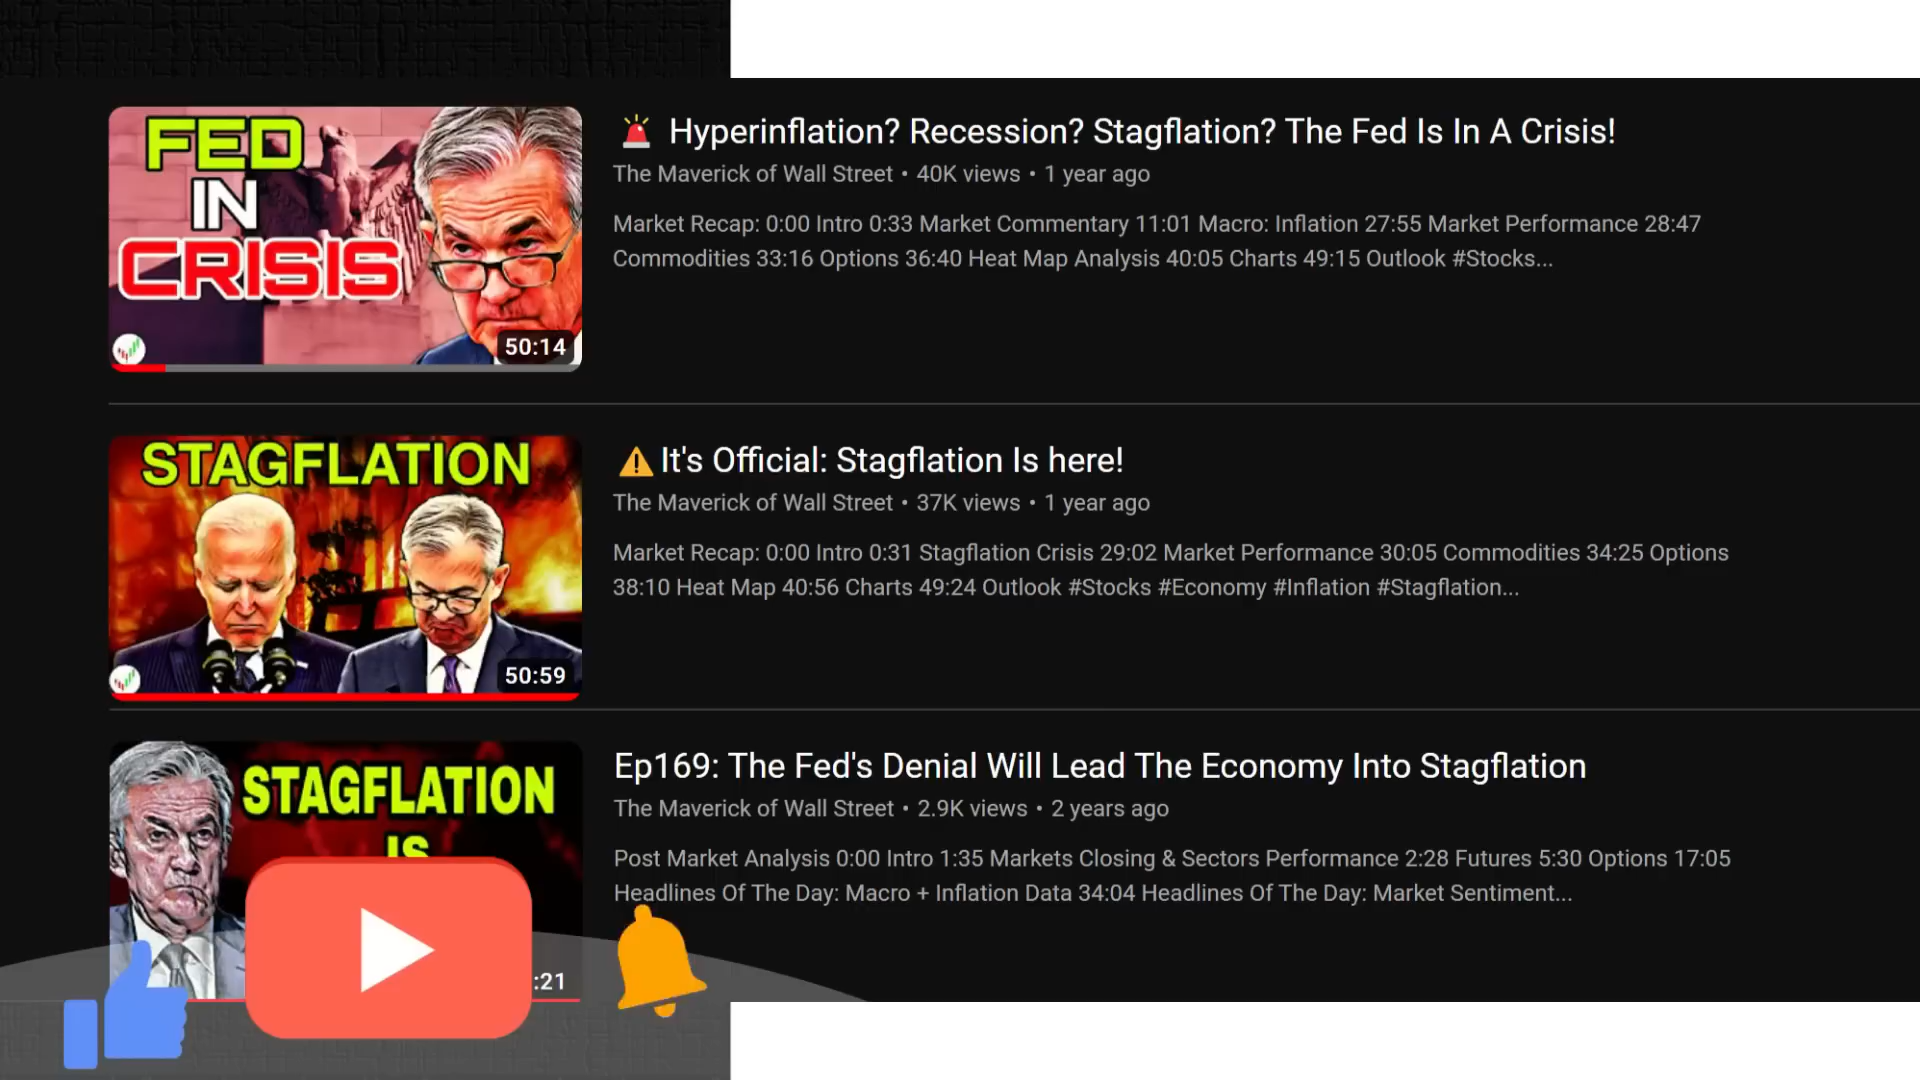 FED
IN
CRISIS
50:14
🚨 Hyperinflation? Recession? Stagflation? The Fed Is In A Crisis!
The Maverick of Wall Street • 40K views • 1 year ago
Market Recap: 0:00 Intro 0:33 Market Commentary 11:01 Macro: Inflation 27:55 Market Performance 28:47
Commodities 33:16 Options 36:40 Heat Map Analysis 40:05 Charts 49:15 Outlook #Stocks...
STAGFLATION
50:59
⚠️ It's Official: Stagflation Is here!
The Maverick of Wall Street • 37K views • 1 year ago
Market Recap: 0:00 Intro 0:31 Stagflation Crisis 29:02 Market Performance 30:05 Commodities 34:25 Options
38:10 Heat Map 40:56 Charts 49:24 Outlook #Stocks #Economy #Inflation #Stagflation...
STAGFLATION
IS
:21
Ep169: The Fed's Denial Will Lead The Economy Into Stagflation
The Maverick of Wall Street • 2.9K views • 2 years ago
Post Market Analysis 0:00 Intro 1:35 Markets Closing & Sectors Performance 2:28 Futures 5:30 Options 17:05
Headlines Of The Day: Macro + Inflation Data 34:04 Headlines Of The Day: Market Sentiment...